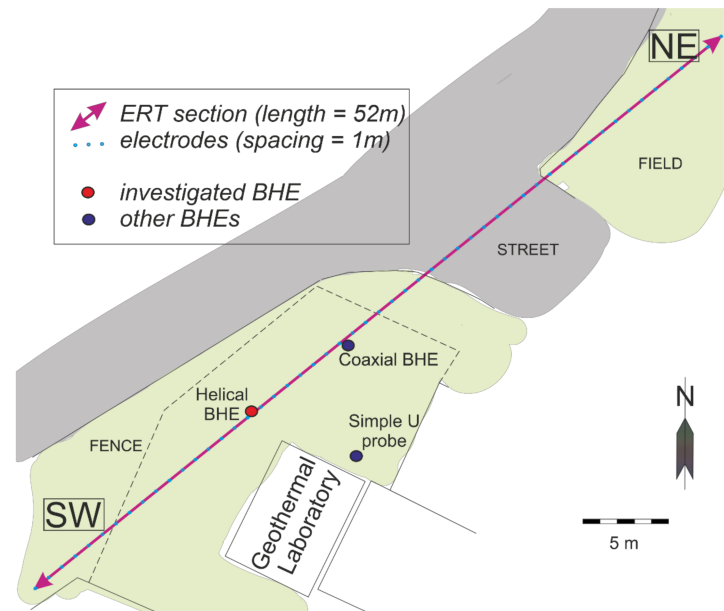 NE
ERT section (length = 52m)
electrodes (spacing = 1m)
investigated BHE
other BHEs
FIELD
STREET
Coaxial BHE
Helical
BHE
Simple U
probe
N
FENCE
Geothermal
Laboratory
SW
5 m